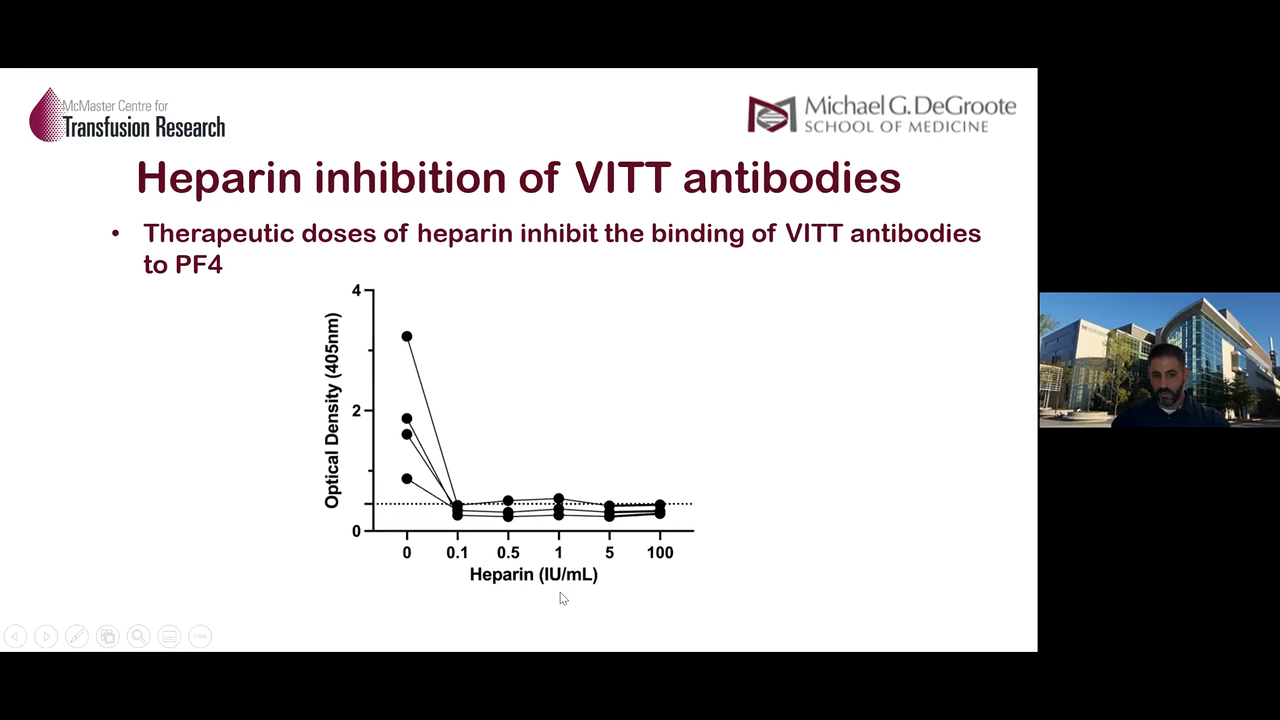 McMaster Centre for
Transfusion Research
Michael G. DeGroote
SCHOOL OF MEDICINE
Heparin inhibition of VITT antibodies
• Therapeutic doses of heparin inhibit the binding of VITT antibodies
to PF4
Optical Density (405nm)
4
2
0
0 0.1 0.5 1 5 100
Heparin (IU/mL)